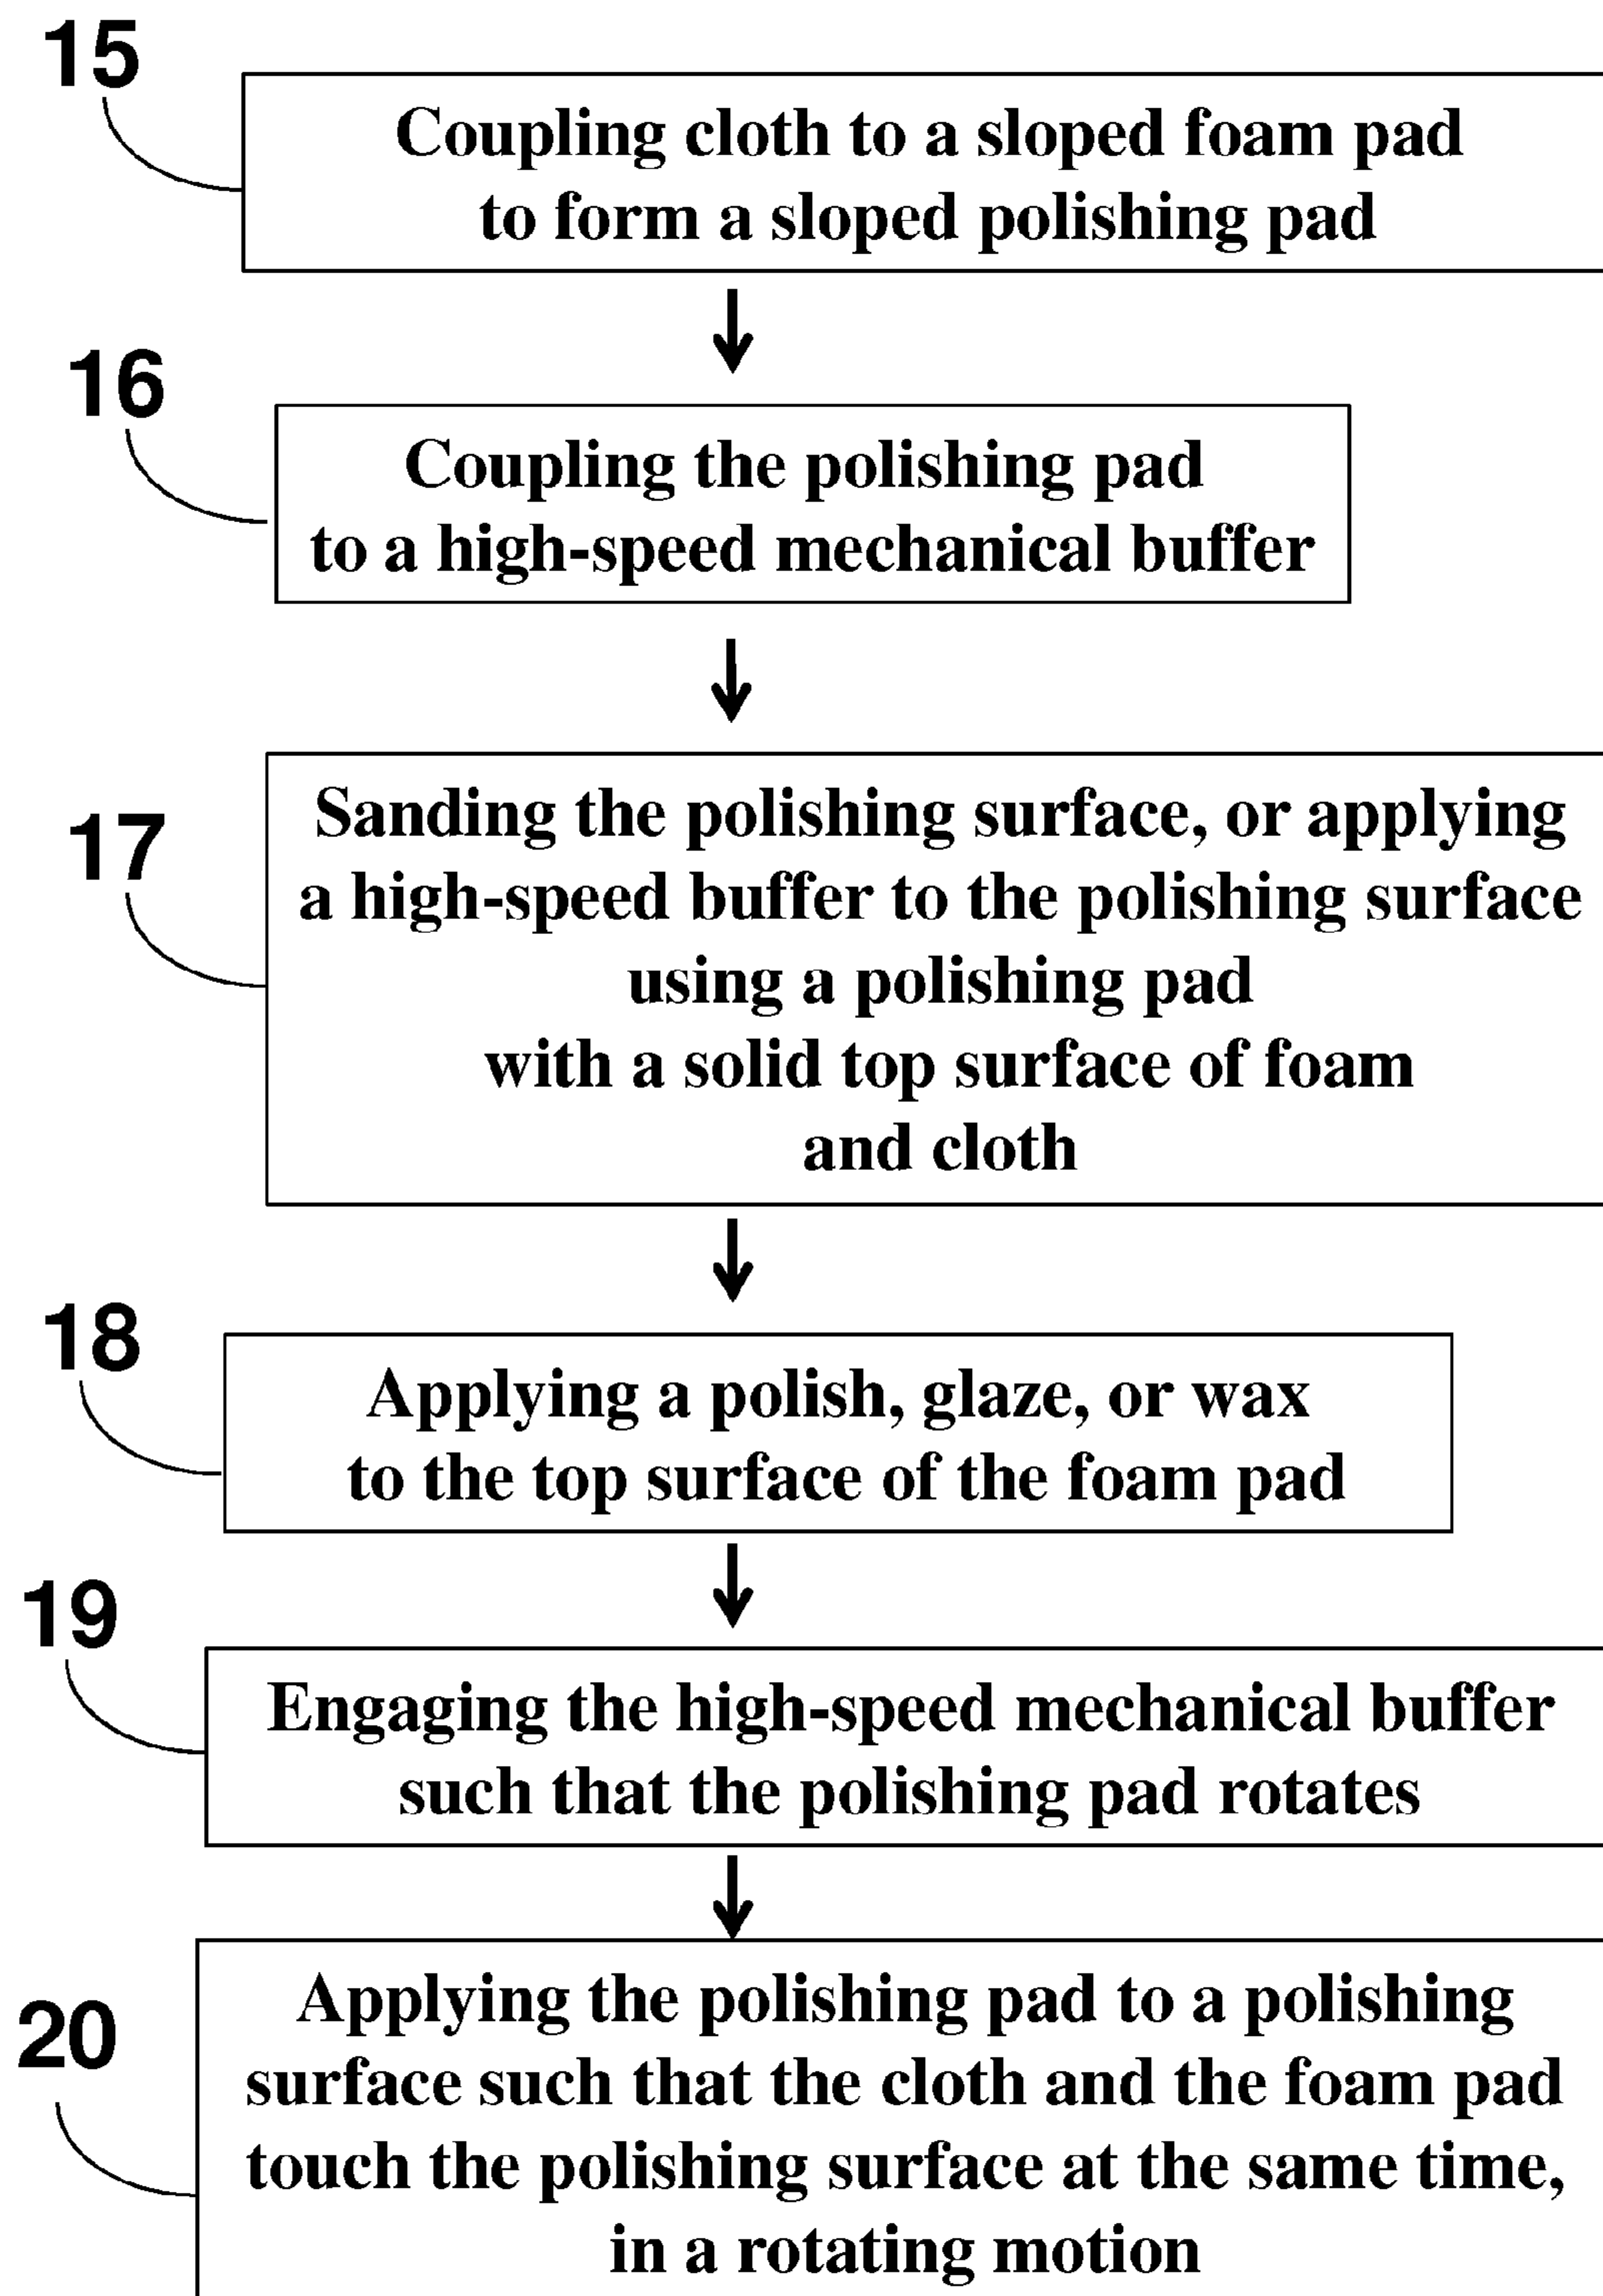 15
Coupling cloth to a sloped foam pad
to form a sloped polishing pad
16
Coupling the polishing pad
to a high-speed mechanical buffer
17
Sanding the polishing surface, or applying
a high-speed buffer to the polishing surface
using a polishing pad
with a solid top surface of foam
and cloth
18
Applying a polish, glaze, or wax
to the top surface of the foam pad
19
Engaging the high-speed mechanical buffer
such that the polishing pad rotates
20
Applying the polishing pad to a polishing
surface such that the cloth and the foam pad
touch the polishing surface at the same time,
in a rotating motion